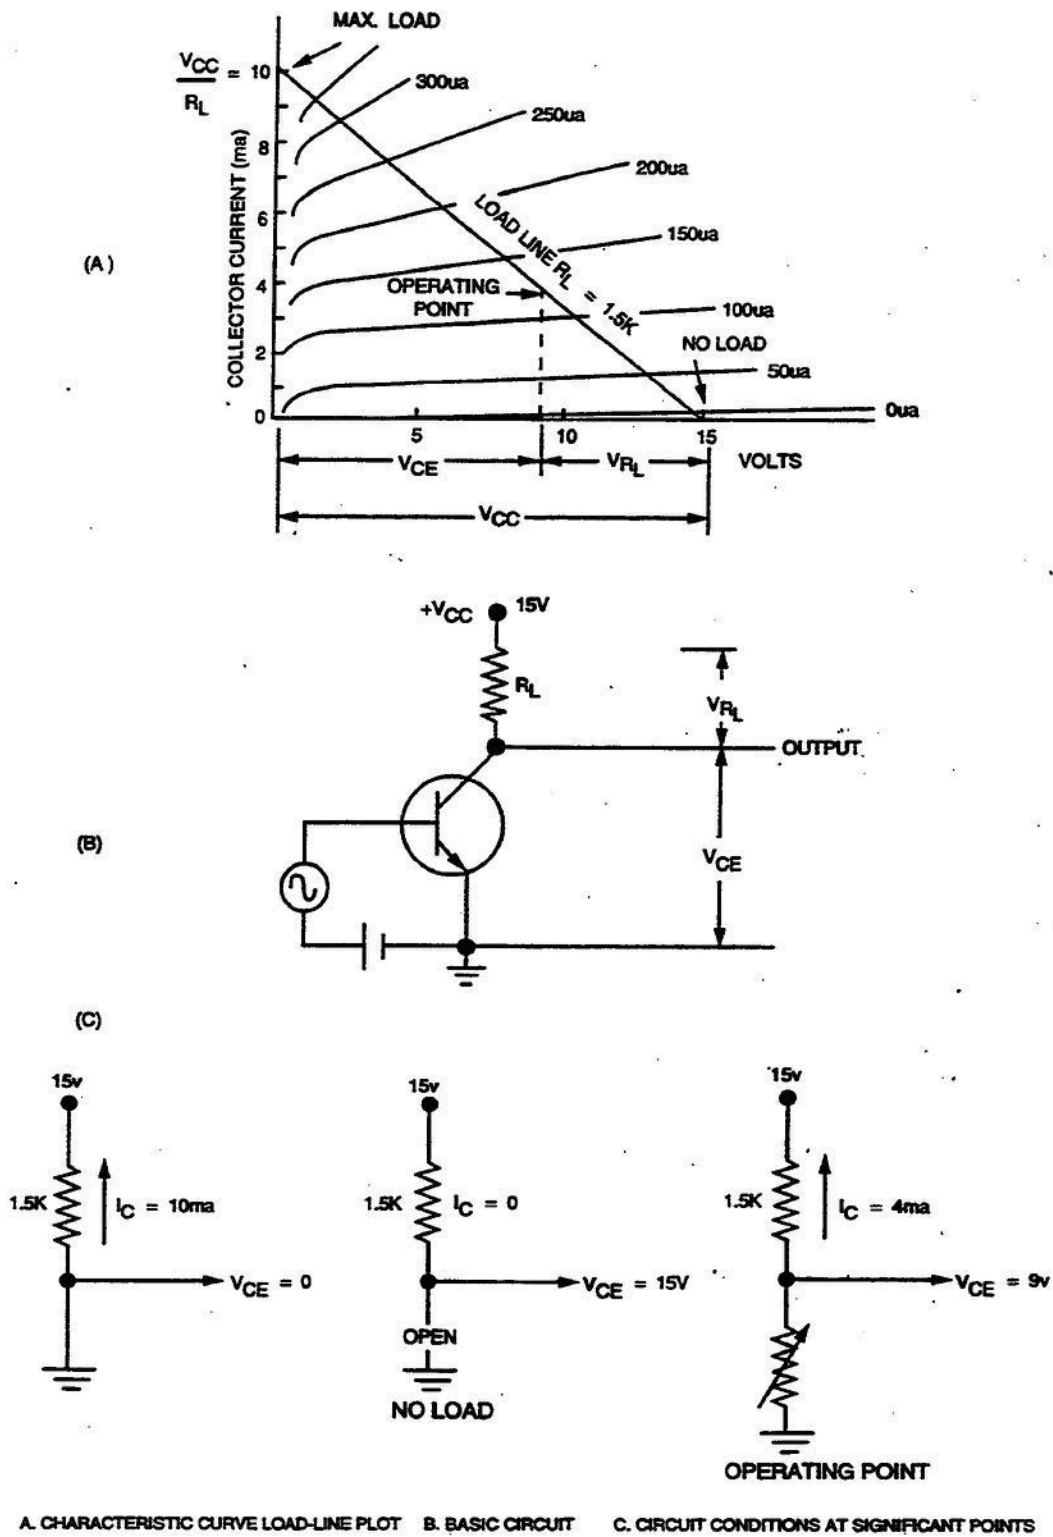 MAX. LOAD
VCC
RL
= 10
300ua
250ua
8
200ua
6
150ua
4
100ua
2
50ua
0
0ua
COLLECTOR CURRENT (ma)
(A)
LOAD LINE RL = 1.5K
OPERATING
POINT
NO LOAD
5
10
15
VOLTS
VCE
VRL
VCC
+VCC
15V
RL
VRL
OUTPUT
VCE
(B)
(C)
15v
1.5K
IC = 10ma
VCE = 0
15v
1.5K
IC = 0
VCE = 15V
OPEN
NO LOAD
15v
1.5K
IC = 4ma
VCE = 9v
OPERATING POINT
A. CHARACTERISTIC CURVE LOAD-LINE PLOT B. BASIC CIRCUIT C. CIRCUIT CONDITIONS AT SIGNIFICANT POINTS